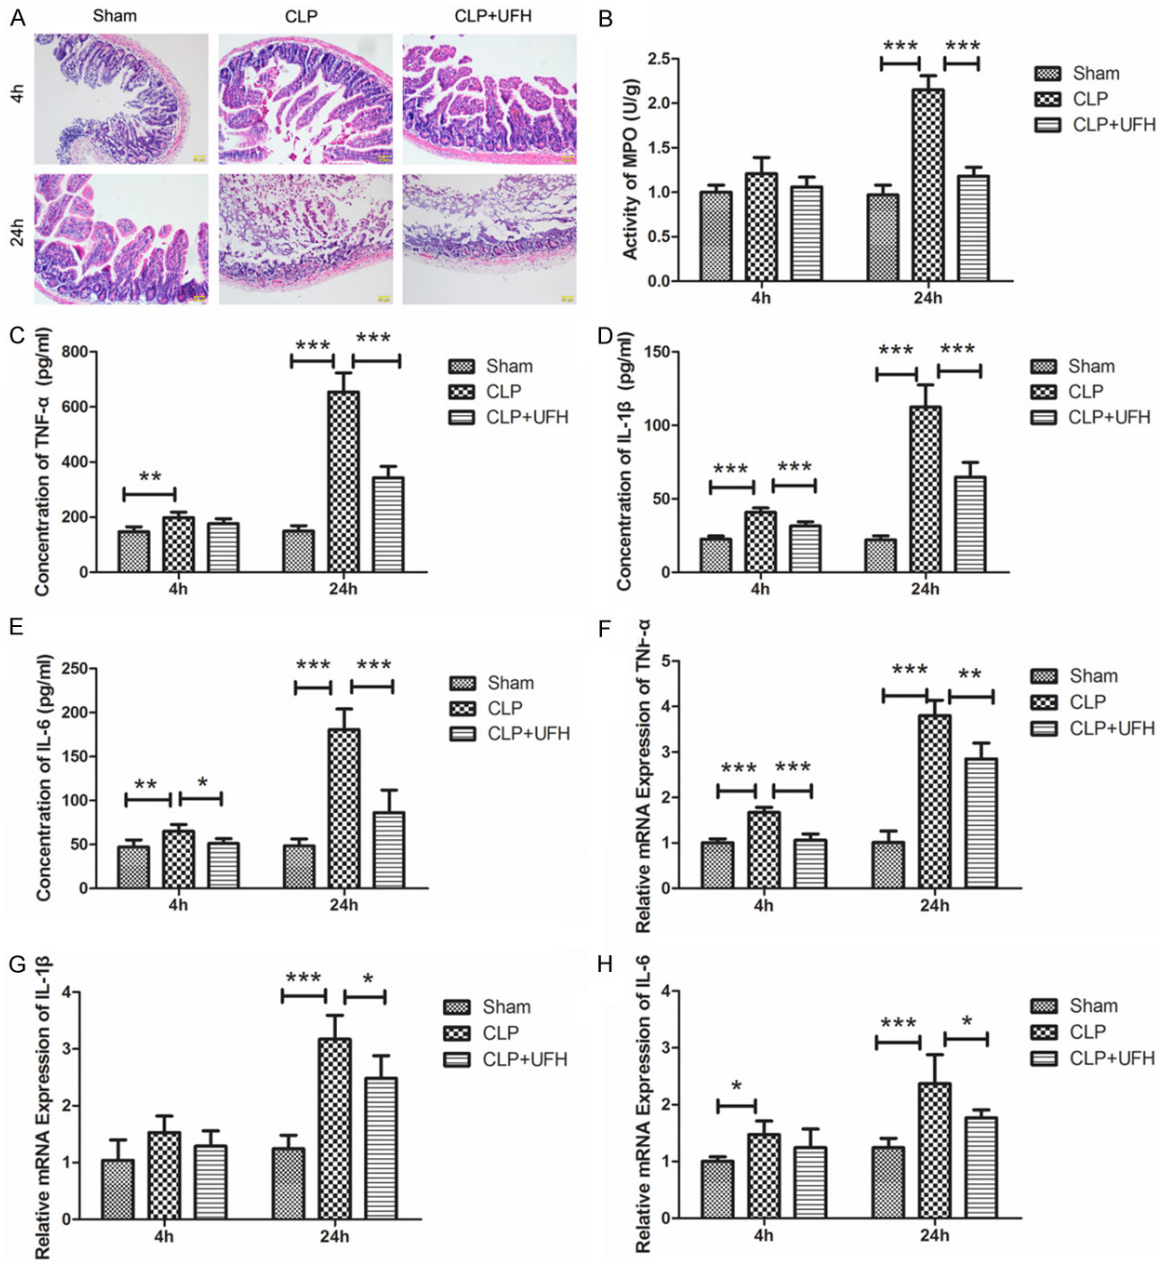 A
Sham
CLP
CLP+UFH
4h
24h
B
Activity of MPO (U/g)
2.5
2.0
1.5
1.0
0.5
0.0
*** ***
4h
24h
Sham
CLP
CLP+UFH
C
Concentration of TNF-α (pg/ml)
800
600
400
200
0
**
*** ***
4h
24h
Sham
CLP
CLP+UFH
D
Concentration of IL-1β (pg/ml)
150
100
50
0
*** ***
*** ***
4h
24h
Sham
CLP
CLP+UFH
E
Concentration of IL-6 (pg/ml)
250
200
150
100
50
0
** *
*** ***
4h
24h
Sham
CLP
CLP+UFH
F
Relative mRNA Expression of TNF-α
5
4
3
2
1
0
*** ***
*** **
4h
24h
Sham
CLP
CLP+UFH
G
Relative mRNA Expression of IL-1β
4
3
2
1
0
*** *
4h
24h
Sham
CLP
CLP+UFH
H
Relative mRNA Expression of IL-6
4
3
2
1
0
*
*** *
4h
24h
Sham
CLP
CLP+UFH